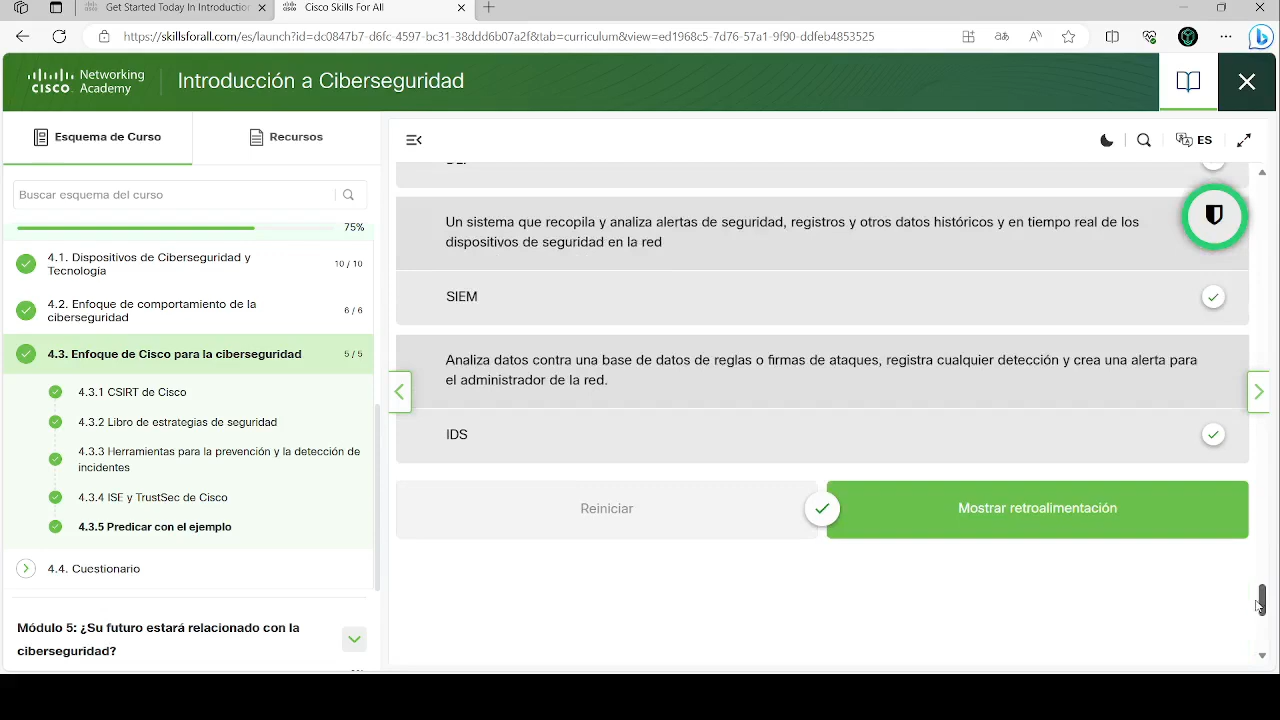 Get Started Today In Introduction
Cisco Skills For All
https://skillsforall.com/es/launch?id=dc0847b7-d6fc-4597-bc31-38ddd6b07a2f&tab=curriculum&view=ed1968c5-7d76-57a1-9f90-ddfeb4853525
Networking
CISCO Academy
Introducción a Ciberseguridad
Esquema de Curso
Recursos
ES
Buscar esquema del curso
75%
4.1. Dispositivos de Ciberseguridad y
Tecnología
10 / 10
4.2. Enfoque de comportamiento de la
ciberseguridad
6 / 6
4.3. Enfoque de Cisco para la ciberseguridad
5 / 5
4.3.1 CSIRT de Cisco
4.3.2 Libro de estrategias de seguridad
4.3.3 Herramientas para la prevención y la detección de
incidentes
4.3.4 ISE y TrustSec de Cisco
4.3.5 Predicar con el ejemplo
4.4. Cuestionario
Módulo 5: ¿Su futuro estará relacionado con la
ciberseguridad?
Un sistema que recopila y analiza alertas de seguridad, registros y otros datos históricos y en tiempo real de los
dispositivos de seguridad en la red
SIEM
Analiza datos contra una base de datos de reglas o firmas de ataques, registra cualquier detección y crea una alerta para
el administrador de la red.
IDS
Reiniciar
Mostrar retroalimentación